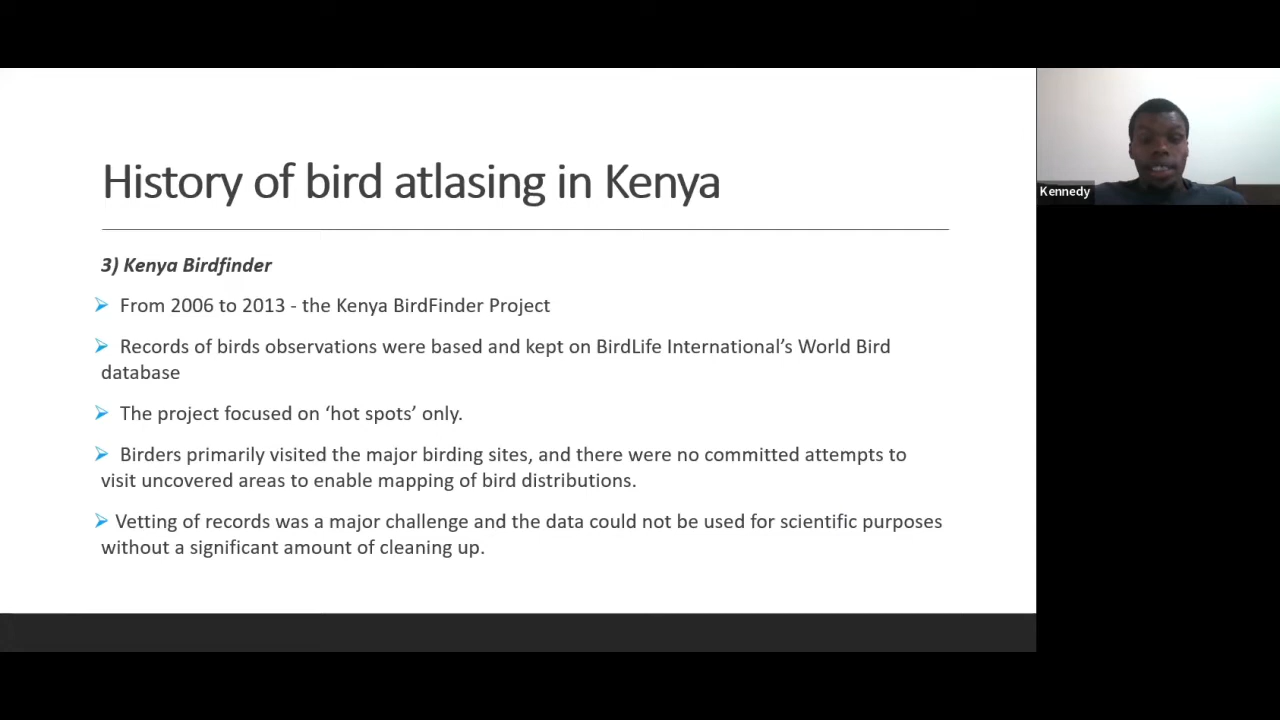 History of bird atlasing in Kenya
Kennedy
3) Kenya Birdfinder
From 2006 to 2013 - the Kenya BirdFinder Project
Records of birds observations were based and kept on BirdLife International’s World Bird
database
The project focused on ‘hot spots’ only.
Birders primarily visited the major birding sites, and there were no committed attempts to
visit uncovered areas to enable mapping of bird distributions.
Vetting of records was a major challenge and the data could not be used for scientific purposes
without a significant amount of cleaning up.